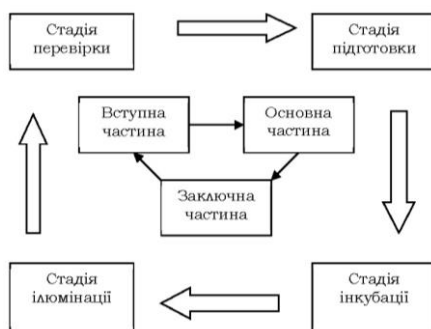 Стадія
перевірки
Стадія
підготовки
Вступна
частина
Основна
частина
Заключна
частина
Стадія
ілюмінації
Стадія
інкубації